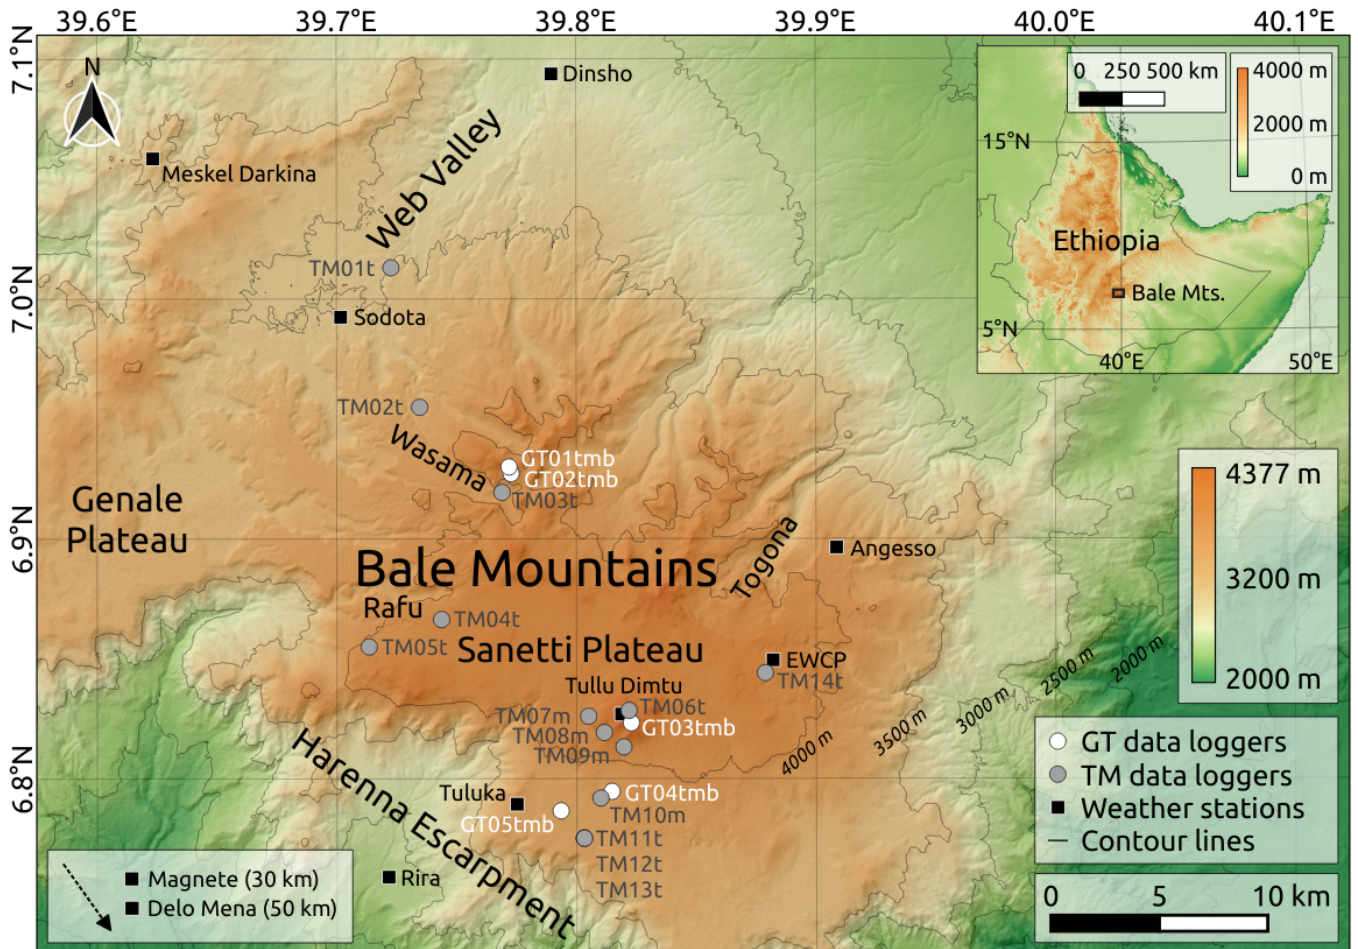 39.6°E 39.7°E 39.8°E 39.9°E 40.0°E 40.1°E
7.1°N
7.0°N
6.9°N
6.8°N
N
Dinsho
Meskel Darkina
Web Valley
TM01t
Sodota
TM02t
Wasama
GT01tmb
GT02tmb
TM03t
Genale
Plateau
Bale Mountains
Togona
Angesso
Rafu
TM04t
TM05t
Sanetti Plateau
EWCP
TM14t
Tullu Dimtu
TM06t
TM07m
GT03tmb
TM08m
TM09m
4000 m
3500 m
3000 m
2500 m
2000 m
Harenna Escarpment
Tuluka
GT04tmb
GT05tmb
TM10m
TM11t
TM12t
TM13t
Rira
Magnete (30 km)
Delo Mena (50 km)
0 250 500 km
4000 m
2000 m
0 m
15°N
Ethiopia
Bale Mts.
5°N
40°E
50°E
4377 m
3200 m
2000 m
GT data loggers
TM data loggers
Weather stations
Contour lines
0 5 10 km